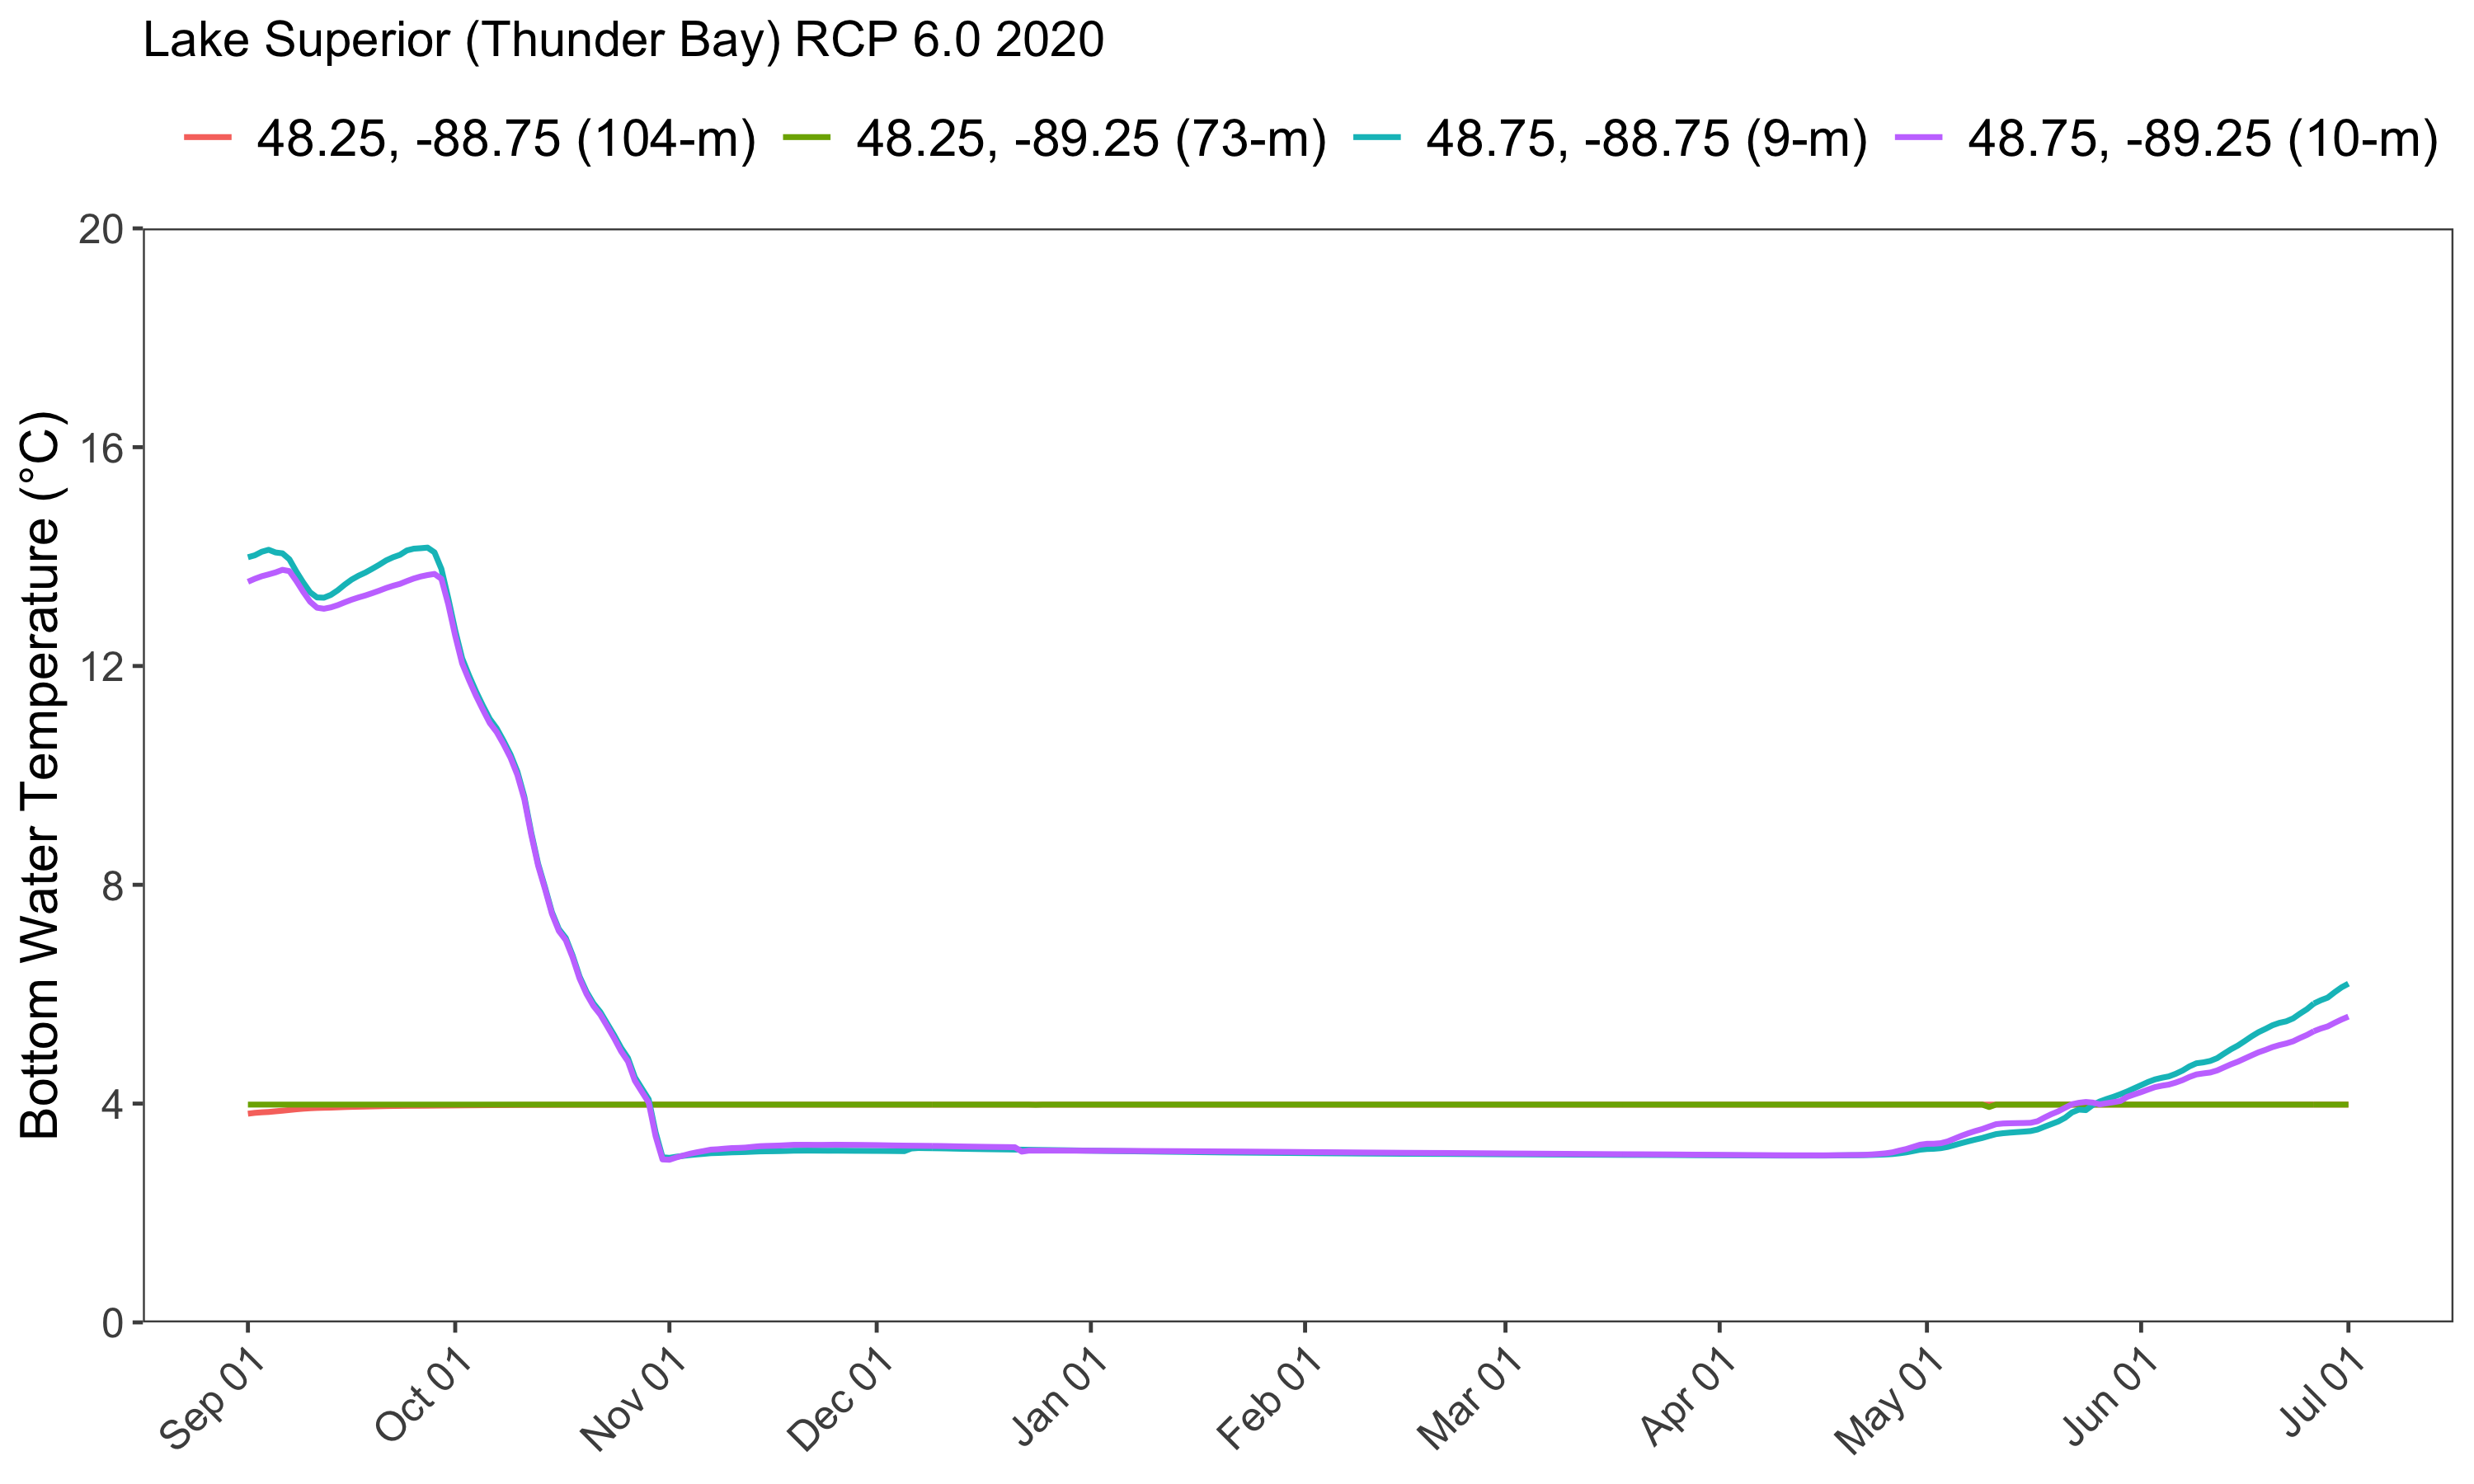 Lake Superior (Thunder Bay) RCP 6.0 2020
48.25, -88.75 (104-m) 48.25, -89.25 (73-m) 48.75, -88.75 (9-m) 48.75, -89.25 (10-m)
Bottom Water Temperature (°C)
20
16
12
8
4
0
Sep 01 Oct 01 Nov 01 Dec 01 Jan 01 Feb 01 Mar 01 Apr 01 May 01 Jun 01 Jul 01